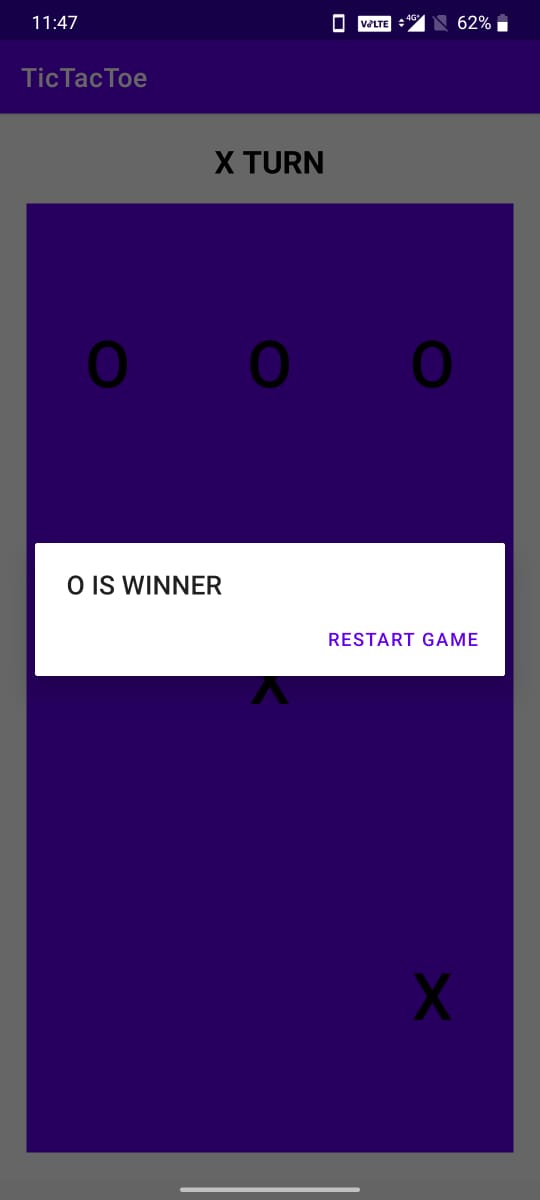 11:47 VoLTE 4G+ 62%
TicTacToe
X TURN
O O O
O IS WINNER
RESTART GAME
X
X